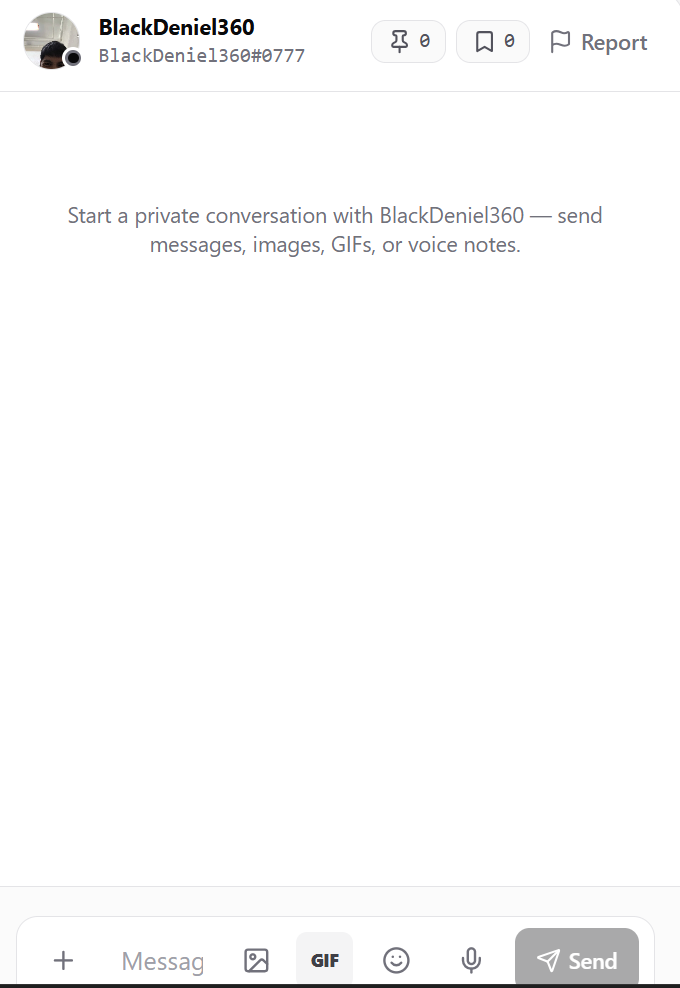 BlackDeniel360
BlackDeniel360#0777
0
0
Report
Start a private conversation with BlackDeniel360 — send
messages, images, GIFs, or voice notes.
Messag
GIF
Send